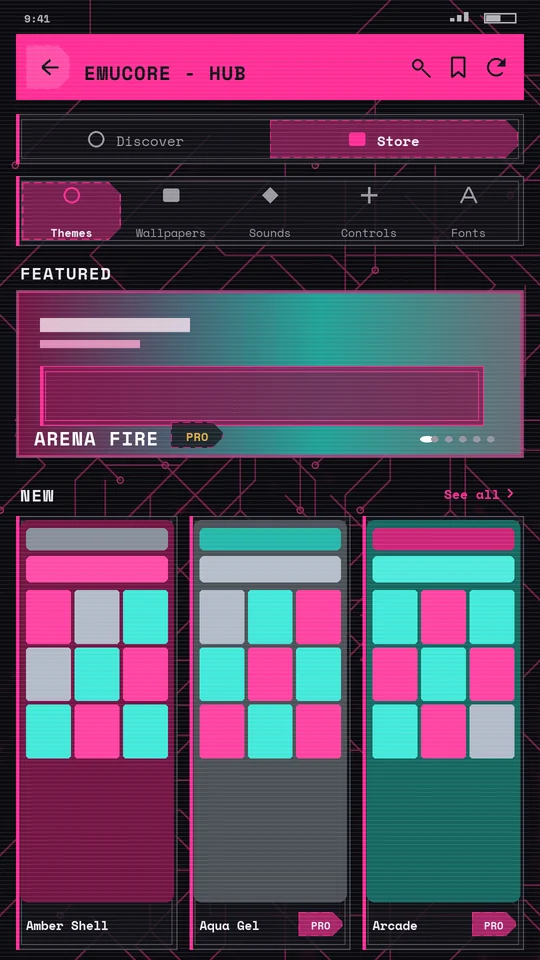 9:41
EMUCORE - HUB
Discover
Store
Themes
Wallpapers
Sounds
Controls
Fonts
FEATURED
ARENA FIRE
PRO
NEW
See all
Amber Shell
Aqua Gel
PRO
Arcade
PRO